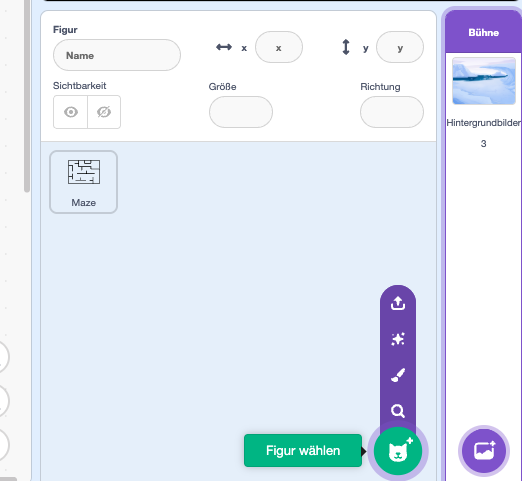 Figur
Name
x
x
y
y
Sichtbarkeit
Größe
Richtung
Maze
Figur wählen
Bühne
Hintergrundbilder
3